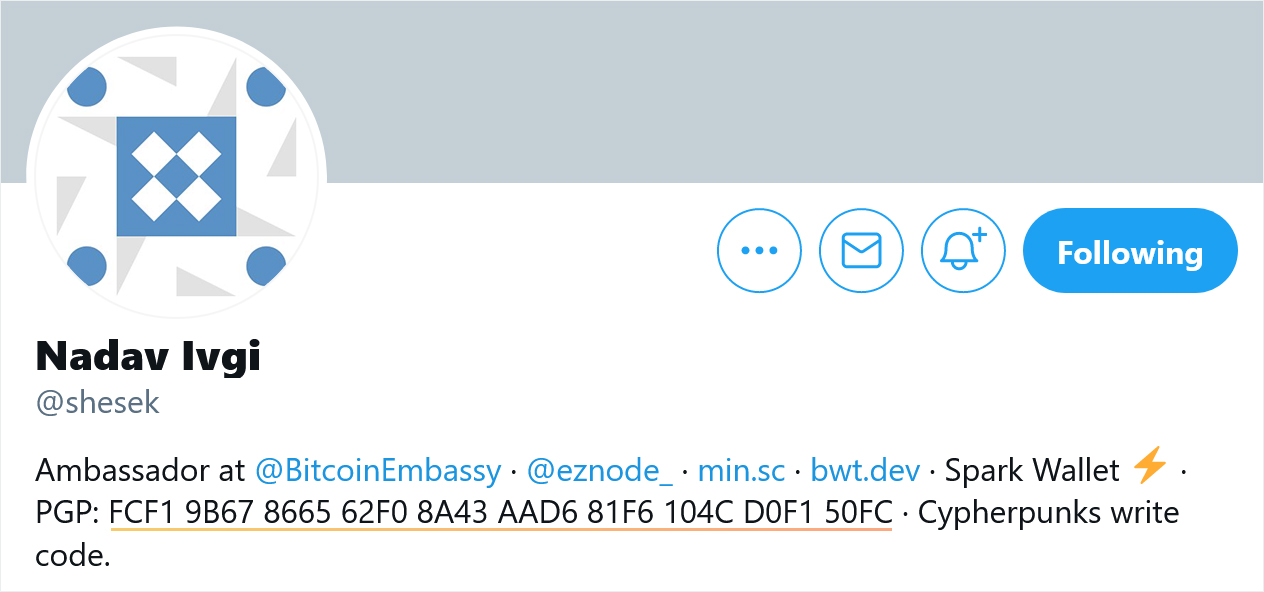 Following
Nadav Ivgi
@shesek
Ambassador at @BitcoinEmbassy · @eznode_ · min.sc · bwt.dev · Spark Wallet ⚡ ·
PGP: FCF1 9B67 8665 62F0 8A43 AAD6 81F6 104C D0F1 50FC · Cypherpunks write
code.